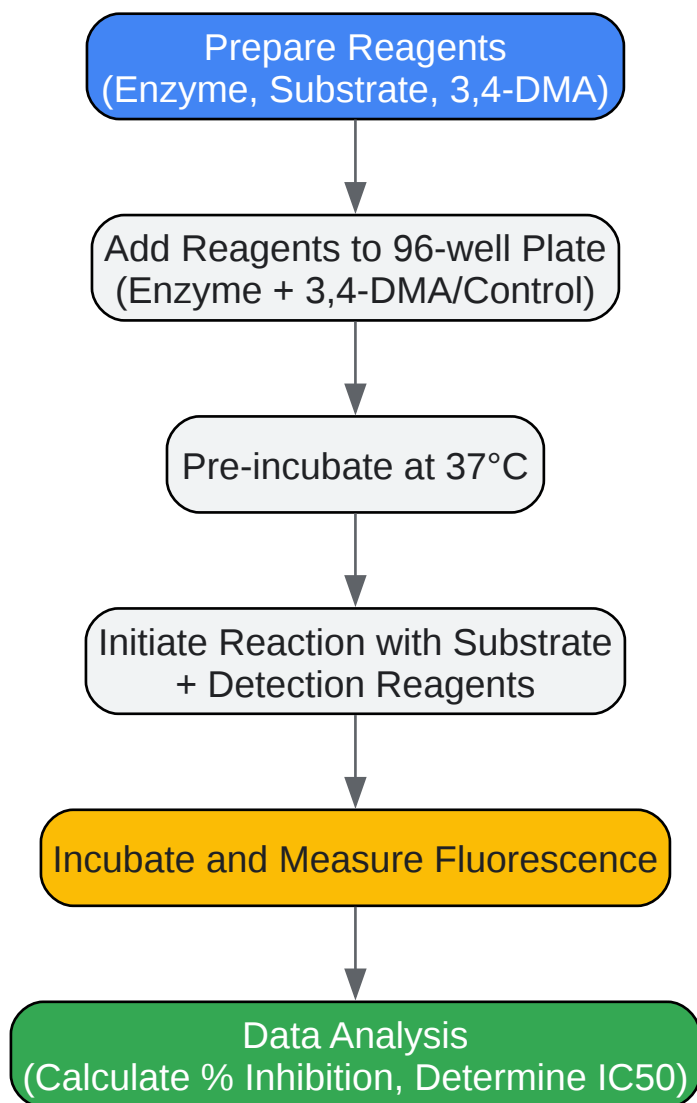 Prepare Reagents
(Enzyme, Substrate, 3,4-DMA)
Add Reagents to 96-well Plate
(Enzyme + 3,4-DMA/Control)
Pre-incubate at 37°C
Initiate Reaction with Substrate
+ Detection Reagents
Incubate and Measure Fluorescence
Data Analysis
(Calculate % Inhibition, Determine IC50)